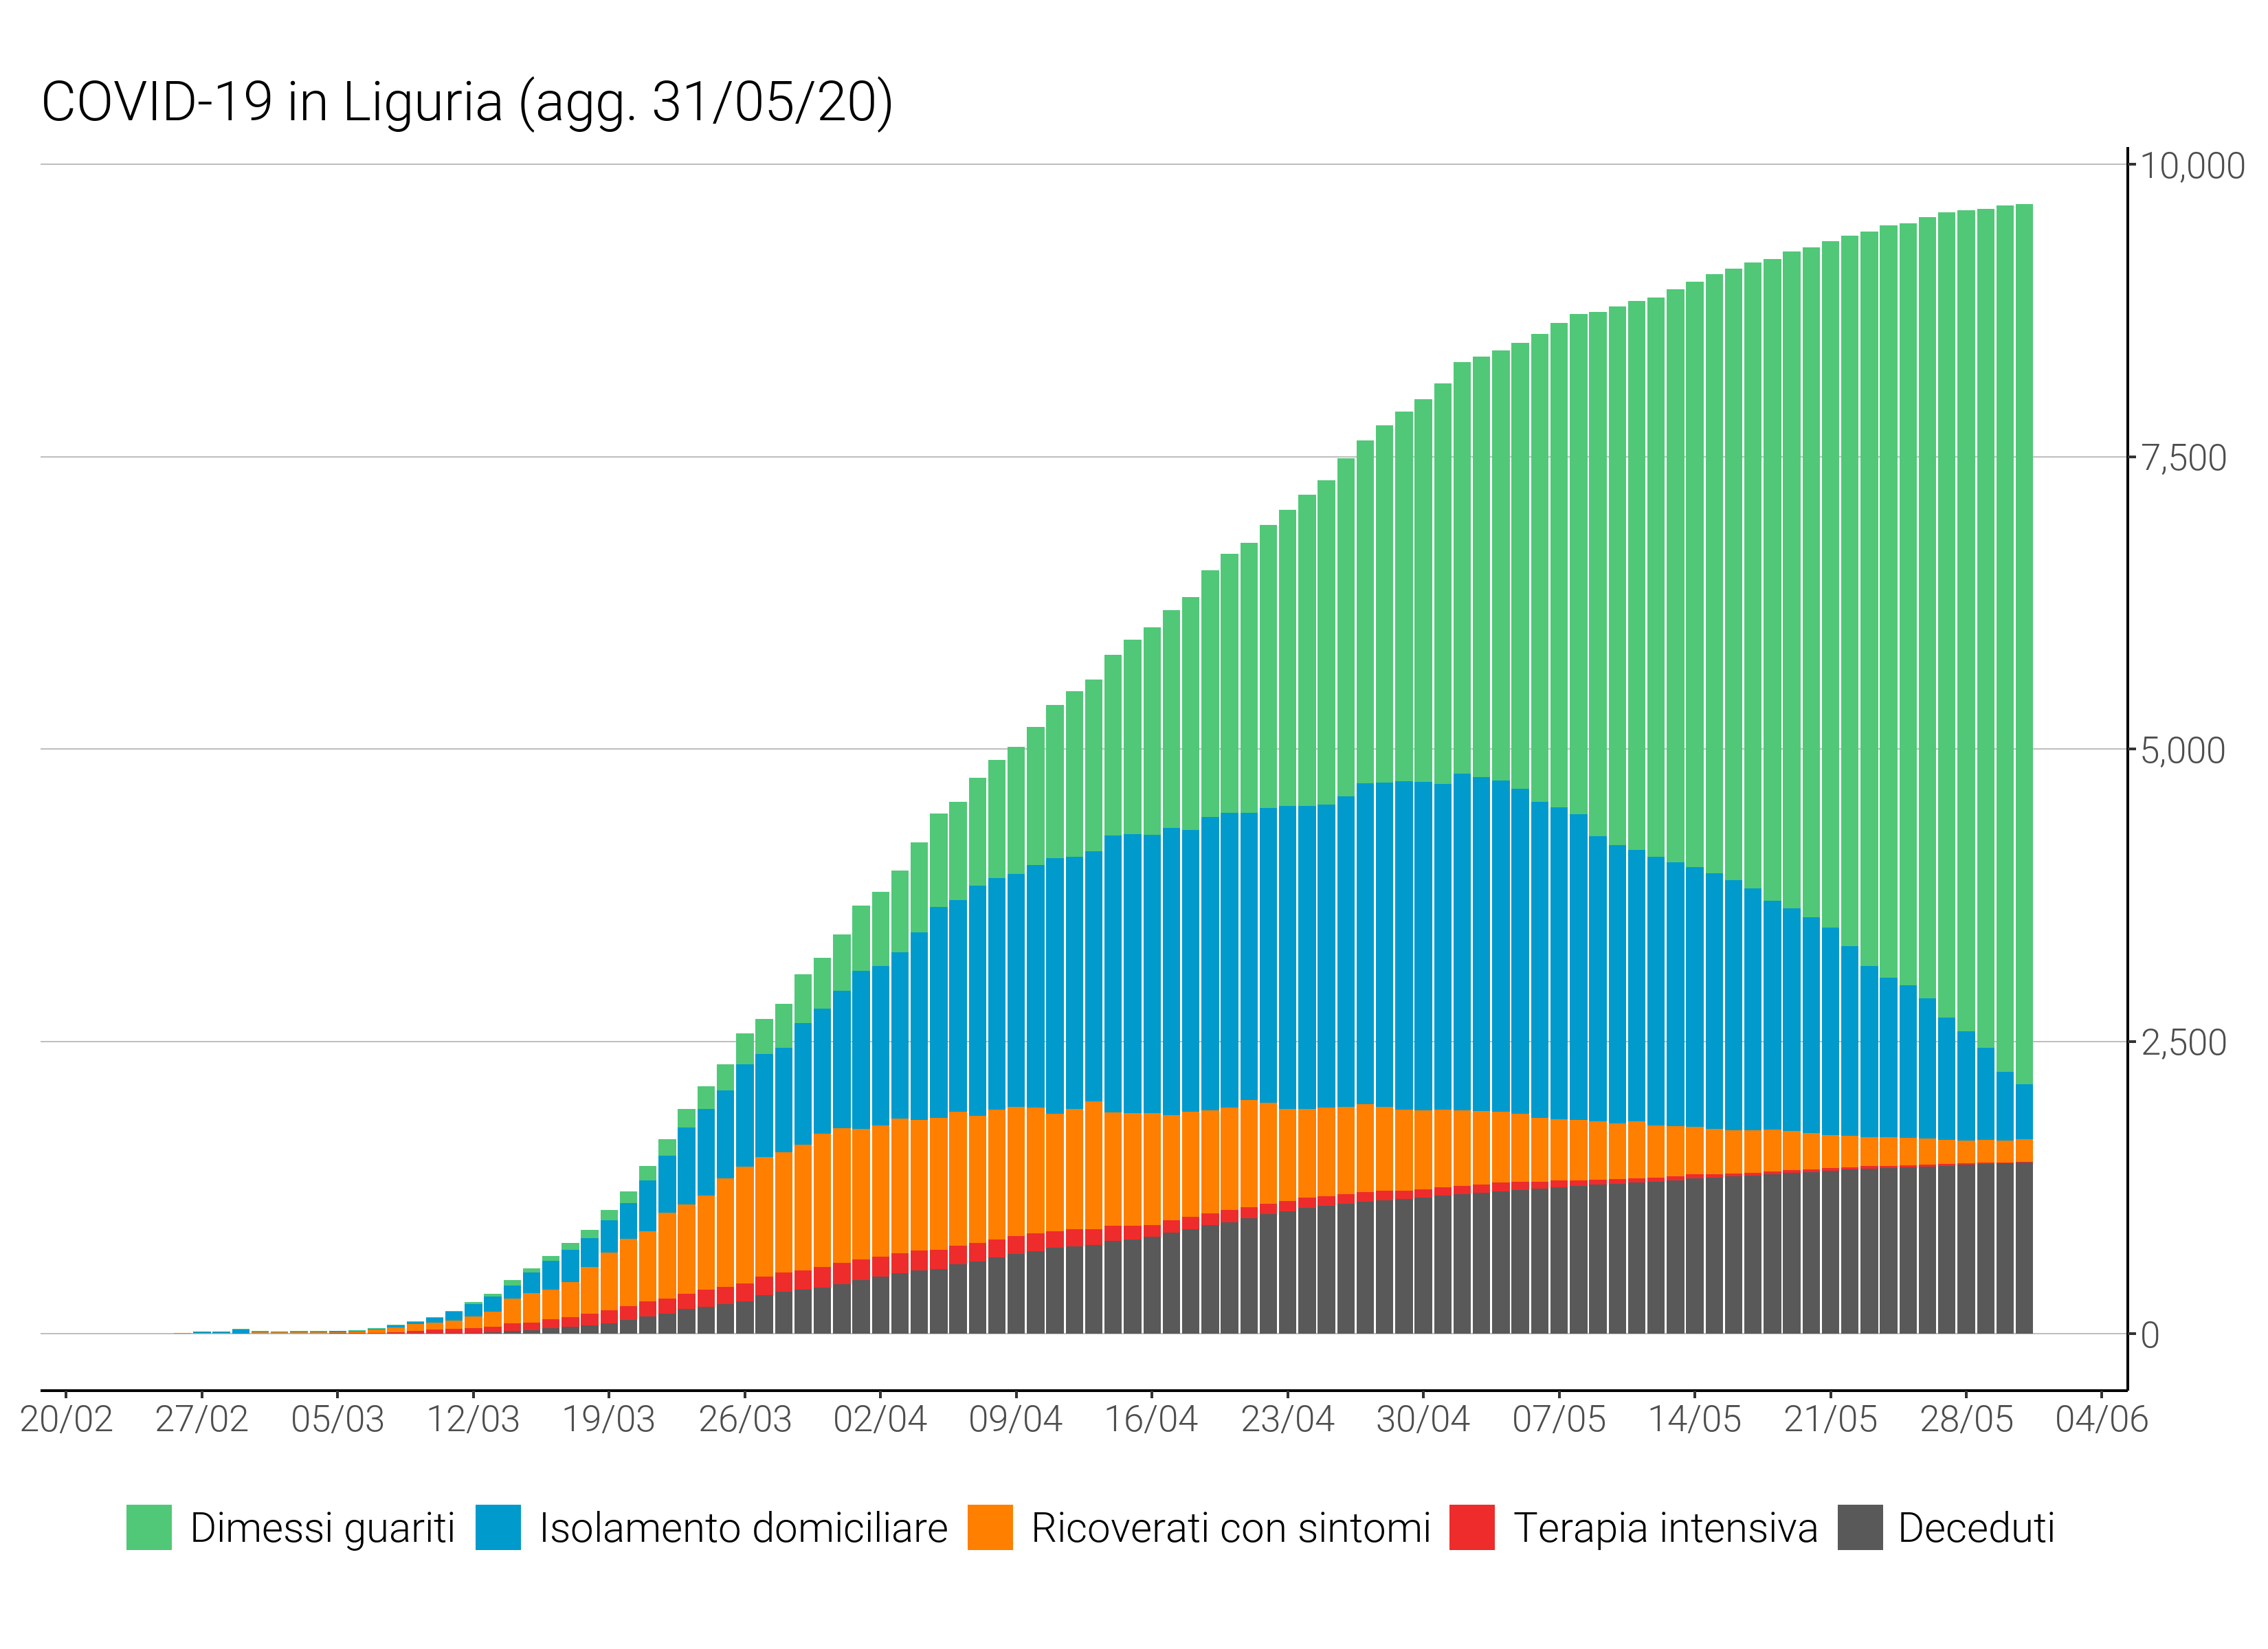 COVID-19 in Liguria (agg. 31/05/20)
10,000
7,500
5,000
2,500
0
20/02 27/02 05/03 12/03 19/03 26/03 02/04 09/04 16/04 23/04 30/04 07/05 14/05 21/05 28/05 04/06
Dimessi guariti Isolamento domiciliare Ricoverati con sintomi Terapia intensiva Deceduti